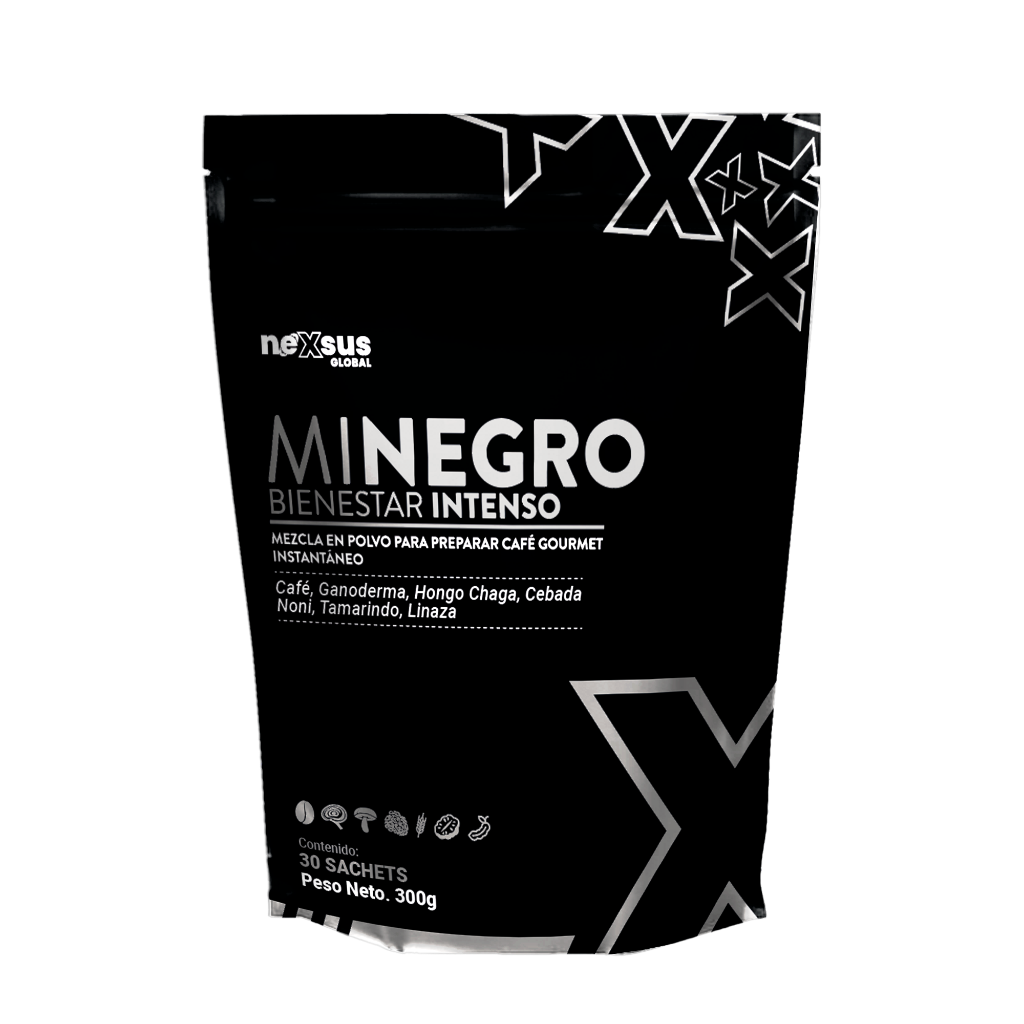 neXsus
GLOBAL
MINEGRO
BIENESTAR INTENSO
MEZCLA EN POLVO PARA PREPARAR CAFÉ GOURMET
INSTANTÁNEO
Café, Ganoderma, Hongo Chaga, Cebada
Noni, Tamarindo, Linaza
Contenido:
30 SACHETS
Peso Neto. 300g